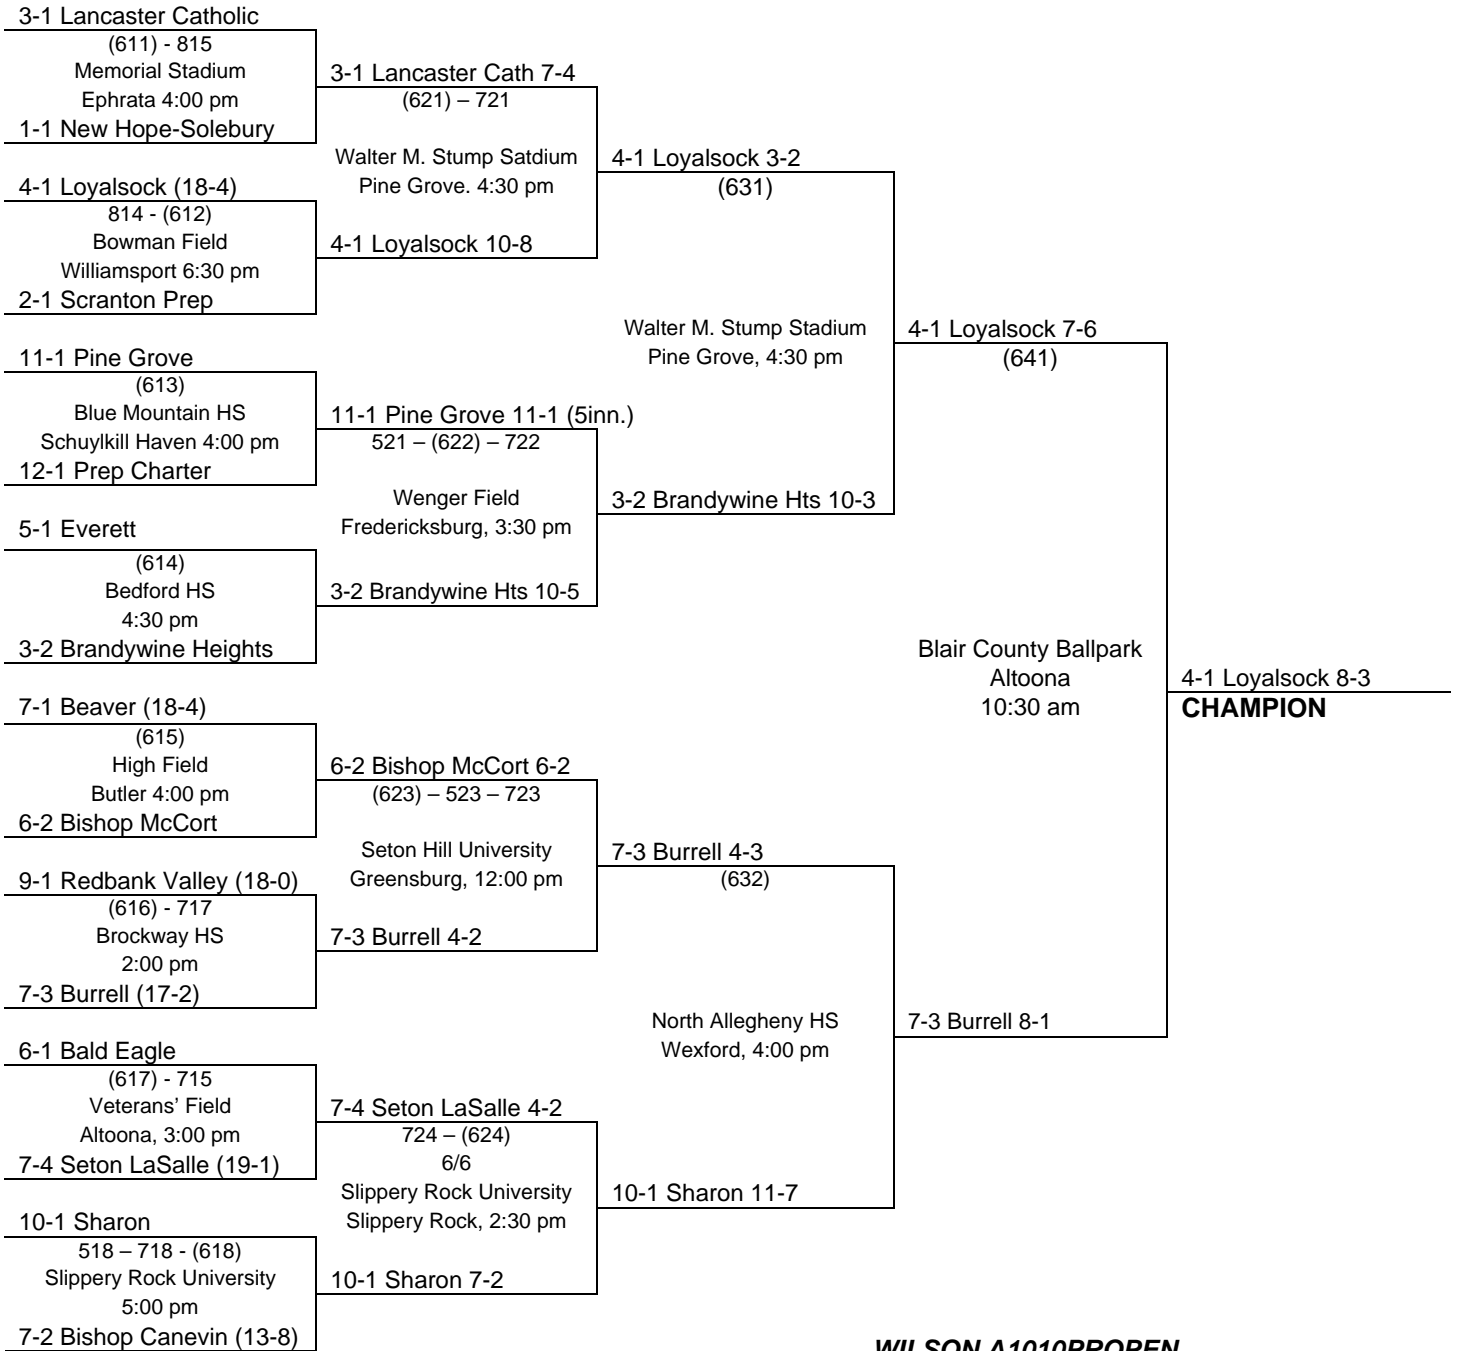 3-1 Lancaster Catholic
(611) - 815
Memorial Stadium
Ephrata 4:00 pm
1-1 New Hope-Solebury
4-1 Loyalsock (18-4)
814 - (612)
Bowman Field
Williamsport 6:30 pm
2-1 Scranton Prep
11-1 Pine Grove
(613)
Blue Mountain HS
Schuylkill Haven 4:00 pm
12-1 Prep Charter
5-1 Everett
(614)
Bedford HS
4:30 pm
3-2 Brandywine Heights
7-1 Beaver (18-4)
(615)
High Field
Butler 4:00 pm
6-2 Bishop McCort
9-1 Redbank Valley (18-0)
(616) - 717
Brockway HS
2:00 pm
7-3 Burrell (17-2)
6-1 Bald Eagle
(617) - 715
Veterans' Field
Altoona, 3:00 pm
7-4 Seton LaSalle (19-1)
10-1 Sharon
518 – 718 - (618)
Slippery Rock University
5:00 pm
7-2 Bishop Canevin (13-8)
3-1 Lancaster Cath 7-4
(621) – 721
Walter M. Stump Satdium
Pine Grove. 4:30 pm
4-1 Loyalsock 10-8
11-1 Pine Grove 11-1 (5inn.)
521 – (622) – 722
Wenger Field
Fredericksburg, 3:30 pm
3-2 Brandywine Hts 10-5
6-2 Bishop McCort 6-2
(623) – 523 – 723
Seton Hill University
Greensburg, 12:00 pm
7-3 Burrell 4-2
7-4 Seton LaSalle 4-2
724 – (624)
6/6
Slippery Rock University
Slippery Rock, 2:30 pm
10-1 Sharon 7-2
4-1 Loyalsock 3-2
(631)
Walter M. Stump Stadium
Pine Grove, 4:30 pm
3-2 Brandywine Hts 10-3
7-3 Burrell 4-3
(632)
North Allegheny HS
Wexford, 4:00 pm
10-1 Sharon 11-7
4-1 Loyalsock 7-6
(641)
Blair County Ballpark
Altoona
10:30 am
7-3 Burrell 8-1
4-1 Loyalsock 8-3
CHAMPION
WILSON A1010PROPEN